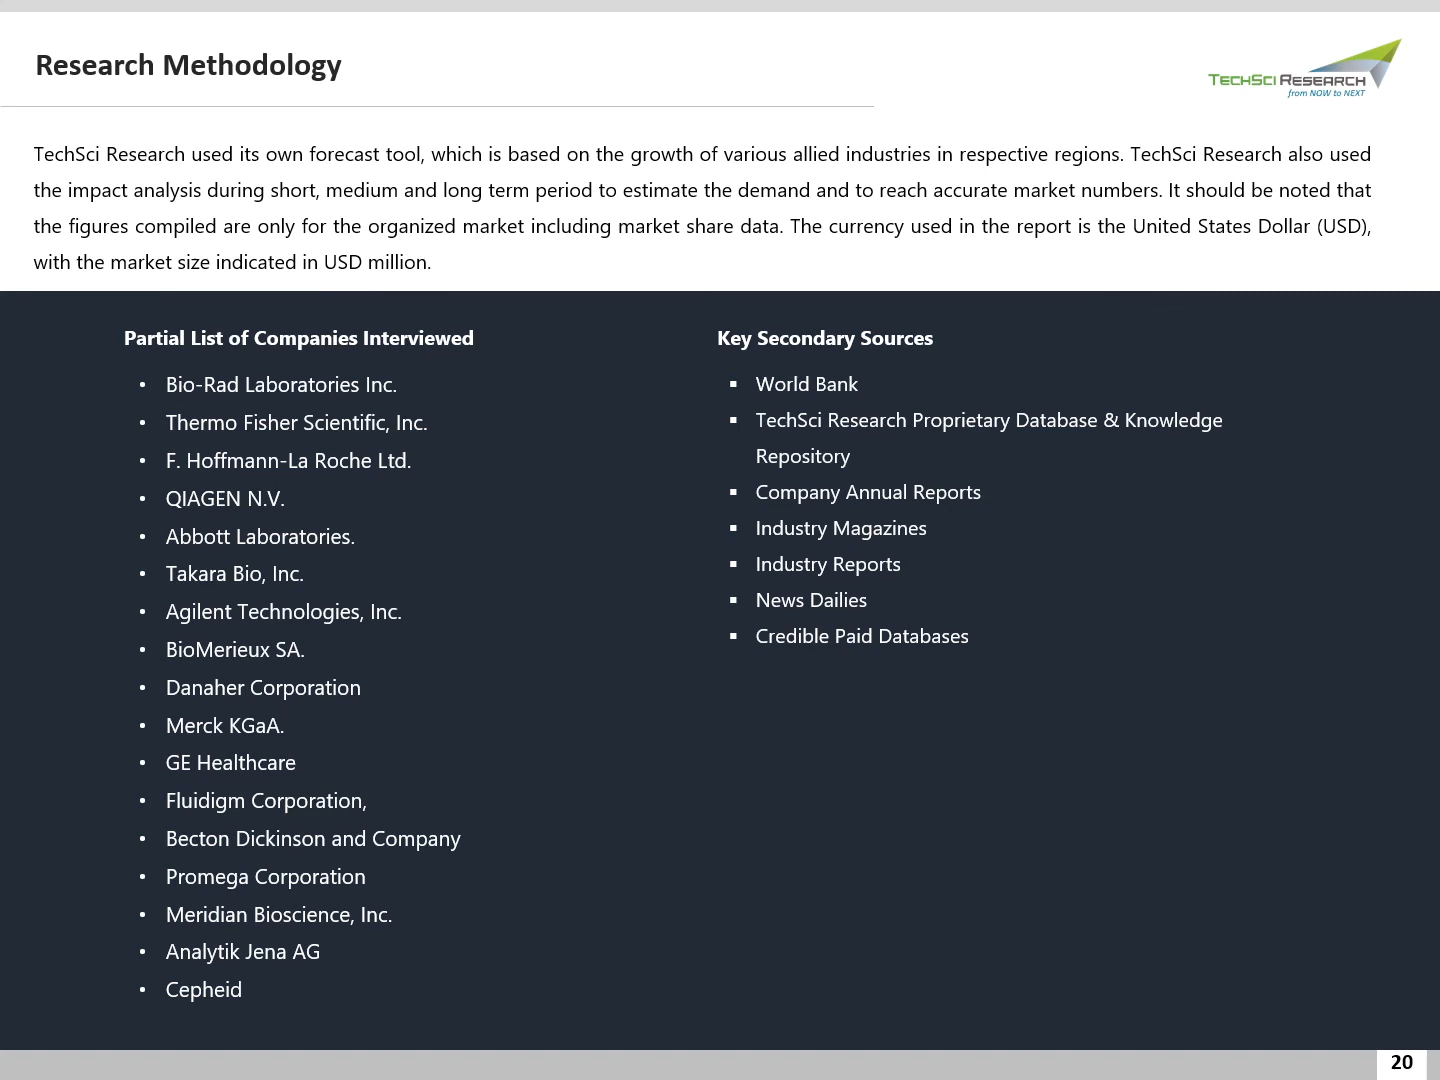 Research Methodology
TECHSCI RESEARCH
from NOW to NEXT
TechSci Research used its own forecast tool, which is based on the growth of various allied industries in respective regions. TechSci Research also used
the impact analysis during short, medium and long term period to estimate the demand and to reach accurate market numbers. It should be noted that
the figures compiled are only for the organized market including market share data. The currency used in the report is the United States Dollar (USD),
with the market size indicated in USD million.
Partial List of Companies Interviewed
• Bio-Rad Laboratories Inc.
• Thermo Fisher Scientific, Inc.
• F. Hoffmann-La Roche Ltd.
• QIAGEN N.V.
• Abbott Laboratories.
• Takara Bio, Inc.
• Agilent Technologies, Inc.
• BioMerieux SA.
• Danaher Corporation
• Merck KGaA.
• GE Healthcare
• Fluidigm Corporation,
• Becton Dickinson and Company
• Promega Corporation
• Meridian Bioscience, Inc.
• Analytik Jena AG
• Cepheid
Key Secondary Sources
▪ World Bank
▪ TechSci Research Proprietary Database & Knowledge
Repository
▪ Company Annual Reports
▪ Industry Magazines
▪ Industry Reports
▪ News Dailies
▪ Credible Paid Databases
20